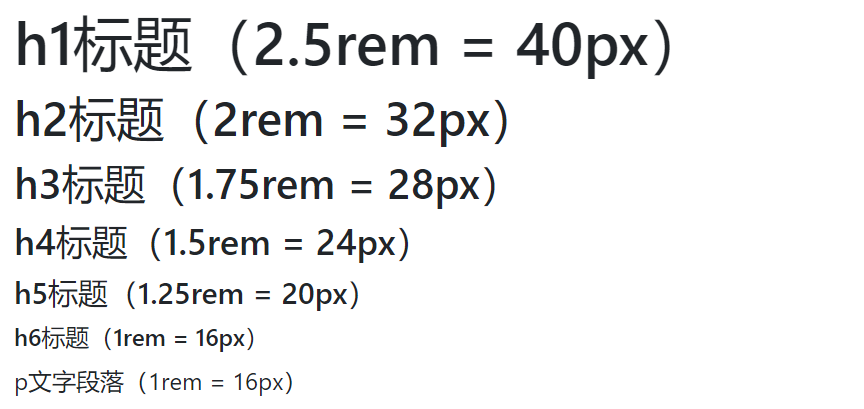 h1标题（2.5rem = 40px）
h2标题（2rem = 32px）
h3标题（1.75rem = 28px）
h4标题（1.5rem = 24px）
h5标题（1.25rem = 20px）
h6标题（1rem = 16px）
p文字段落（1rem = 16px）